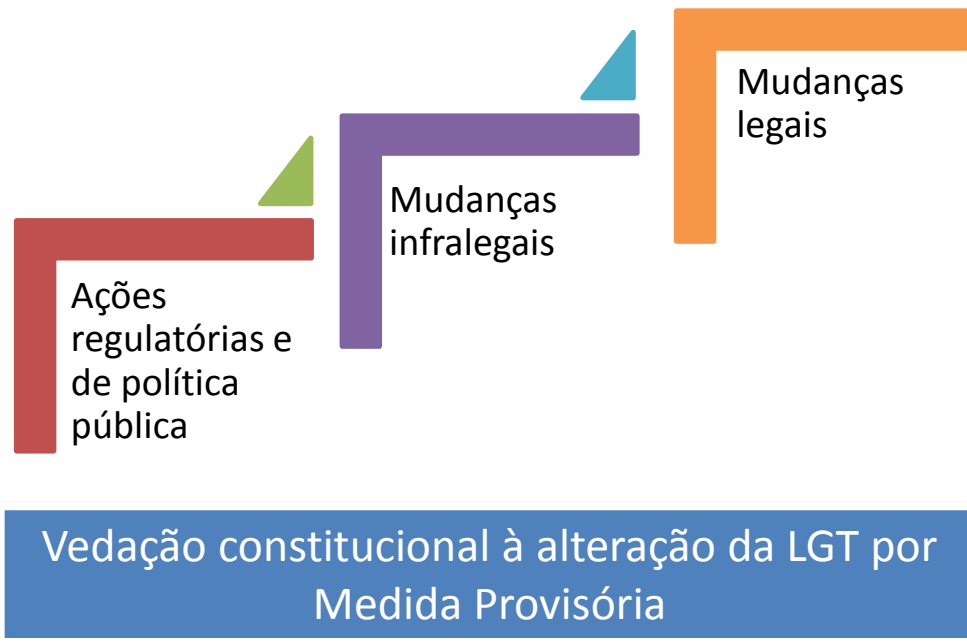 Ações
regulatórias e
de política
pública
Mudanças
infralegais
Mudanças
legais
Vedação constitucional à alteração da LGT por
Medida Provisória